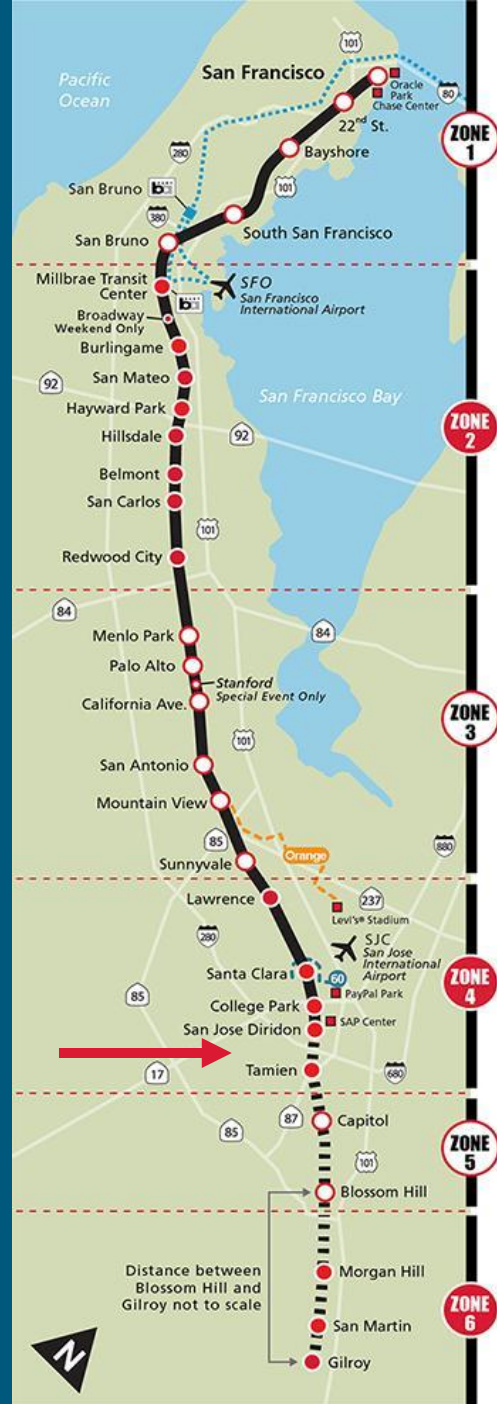 Pacific
Ocean
101
San Francisco
Oracle
Park
Chase Center
80
22nd St.
ZONE
1
280
Bayshore
101
San Bruno
ba
380
South San Francisco
San Bruno
Millbrae Transit
Center
ba
SFO
San Francisco
International Airport
Broadway
Weekend Only
Burlingame
San Mateo
92
San Francisco Bay
Hayward Park
ZONE
2
Hillsdale
92
Belmont
San Carlos
101
Redwood City
84
Menlo Park
84
Palo Alto
Stanford
Special Event Only
California Ave.
ZONE
3
101
San Antonio
Mountain View
85
880
Orange
Sunnyvale
Lawrence
237
Levi's® Stadium
280
SJC
San Jose
International
Airport
Santa Clara
60
ZONE
4
85
PayPal Park
College Park
SAP Center
San Jose Diridon
17
Tamien
680
87
Capitol
85
ZONE
5
101
Blossom Hill
Distance between
Blossom Hill and
Gilroy not to scale
Morgan Hill
ZONE
6
San Martin
N
Gilroy